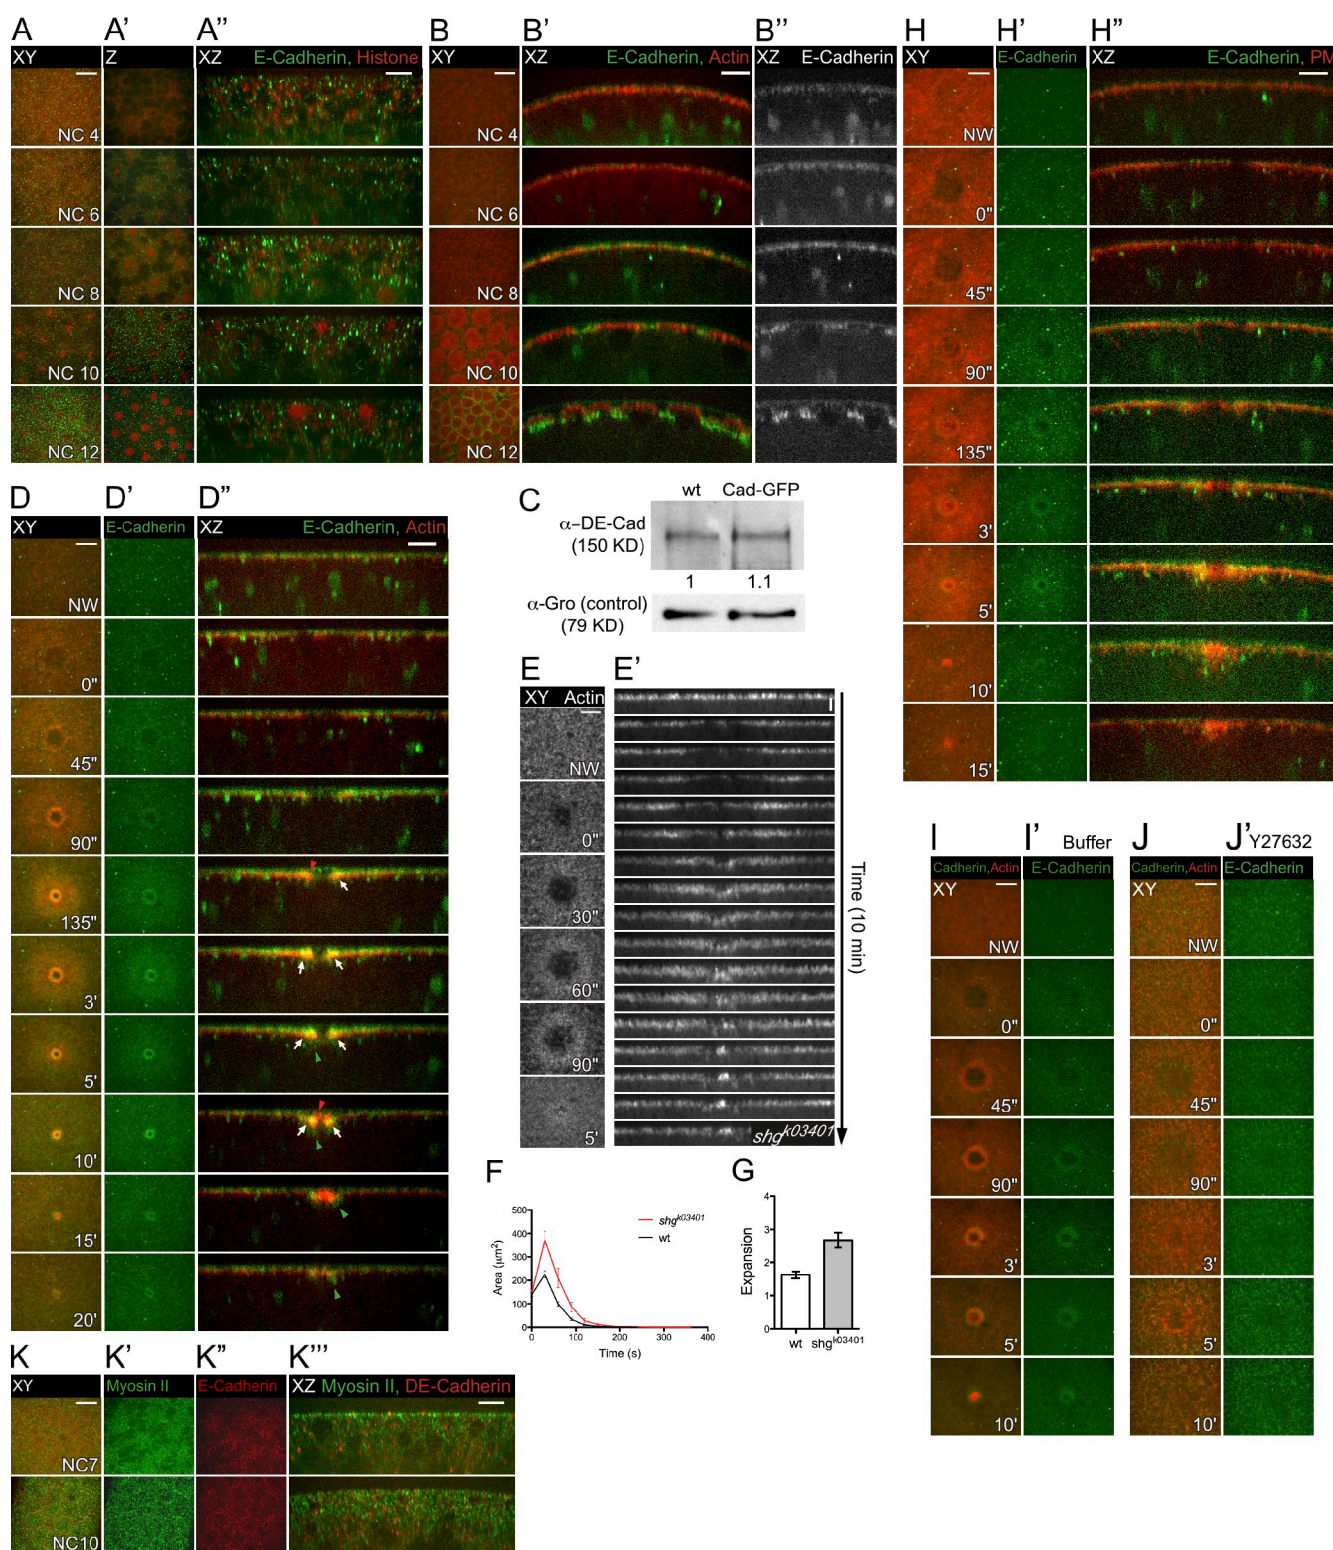 A A' A''
XY Z XZ E-Cadherin, Histone
NC 4
NC 6
NC 8
NC 10
NC 12
B B' B''
XY XZ E-Cadherin, Actin XZ E-Cadherin
NC 4
NC 6
NC 8
NC 10
NC 12
H H' H''
XY E-Cadherin XZ E-Cadherin, PM
NW
0"
45"
90"
135"
3'
5'
10'
15'
D D' D''
XY E-Cadherin XZ E-Cadherin, Actin
NW
0"
45"
90"
135"
3'
5'
10'
15'
20'
C
wt Cad-GFP
α–DE-Cad
(150 KD)
1 1.1
α-Gro (control)
(79 KD)
E E'
XY Actin
NW
0"
30"
60"
90"
5'
Time (10 min)
shg^k03401
F
500
400
300
200
100
0
Area (μm²)
0 100 200 300 400
Time (s)
shg^k03401
wt
G
4
3
2
1
0
Expansion
wt shg^k03401
I I' Buffer
Cadherin,Actin E-Cadherin
XY
NW
0"
45"
90"
3'
5'
10'
J J' Y27632
Cadherin,Actin E-Cadherin
XY
NW
0"
45"
90"
3'
5'
10'
K K' K'' K'''
XY Myosin II E-Cadherin XZ Myosin II, DE-Cadherin
NC7
NC10